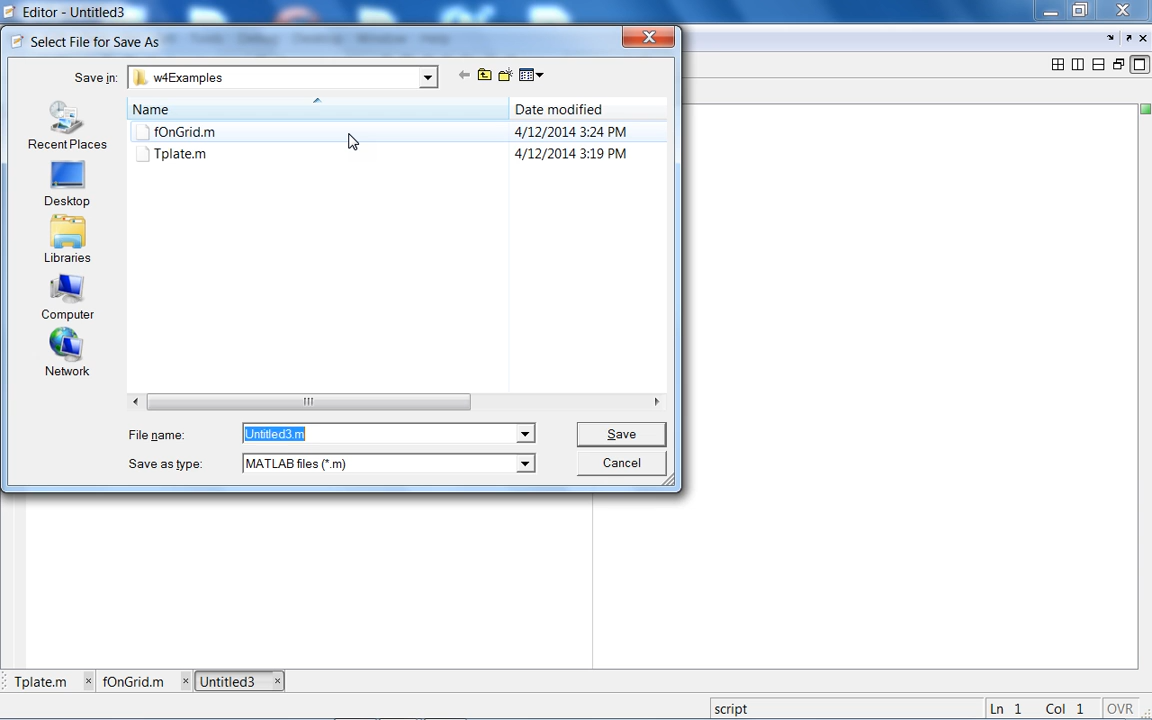 Editor - Untitled3
Select File for Save As
Save in:
w4Examples
Name
Date modified
fOnGrid.m
4/12/2014 3:24 PM
Tplate.m
4/12/2014 3:19 PM
Recent Places
Desktop
Libraries
Computer
Network
File name:
Untitled3.m
Save
Save as type:
MATLAB files (*.m)
Cancel
Tplate.m
fOnGrid.m
Untitled3
script
Ln 1
Col 1
OVR